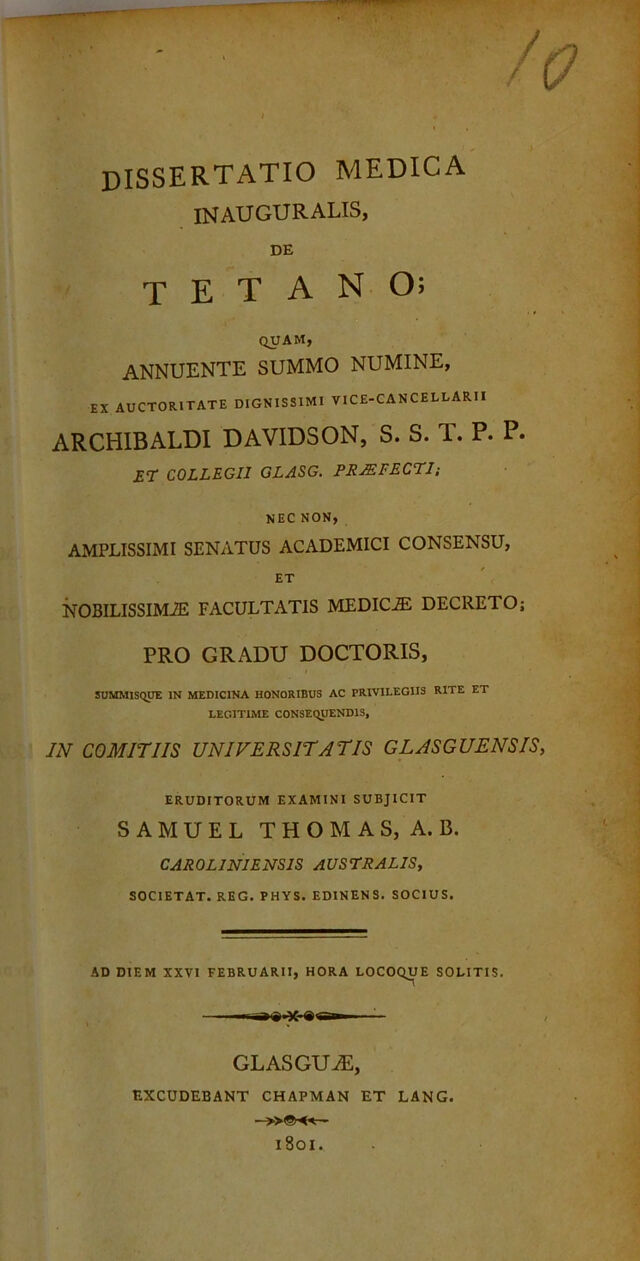 10
DISSERTATIO MEDICA
INAUGURALIS,
DE
TETANO;
QUAM,
ANNUENTE SUMMO NUMINE,
EX AUCTORITATE DIGNISSIMI VICE-CANCELLARII
ARCHIBALDI DAVIDSON, S. S. T. P. P.
ET COLLEGII GLASG. PRÆFECTI;
NEC NON,
AMPLISSIMI SENATUS ACADEMICI CONSENSU,
ET
NOBILISSIMÆ FACULTATIS MEDICÆ DECRETO;
PRO GRADU DOCTORIS,
SUMMISQUE IN MEDICINA HONORIBUS AC PRIVILEGIIS RITE ET
LEGITIME CONSEQUENDIS,
IN COMITIIS UNIVERSITATIS GLASGUENSIS,
ERUDITORUM EXAMINI SUBJICIT
SAMUEL THOMAS, A. B.
CAROLINIENSIS AUSTRALIS,
SOCIETAT. REG. PHYS. EDINENS. SOCIUS.
AD DIEM XXVI FEBRUARII, HORA LOCOQUE SOLITIS.
GLASGUÆ,
EXCUDEBANT CHAPMAN ET LANG.
1801.